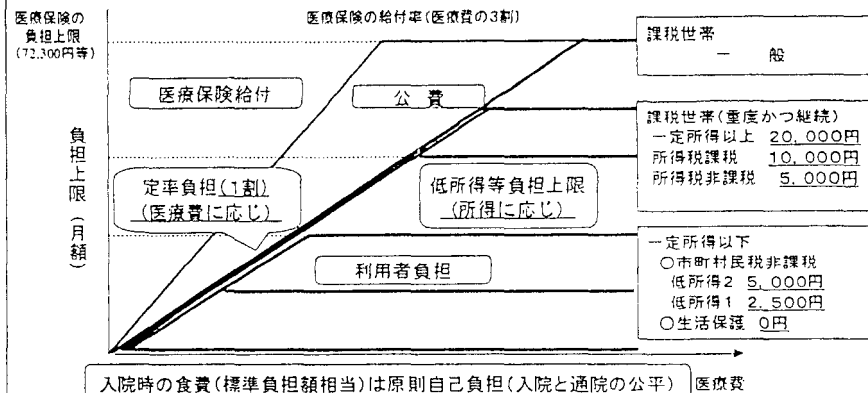 医療保険の
負担上限
(72,300円等)
医療保険の給付率(医療費の3割)
課税世帯
一 般
医療保険給付
公 費
課税世帯(重度かつ継続)
一定所得以上 20,000円
所得税課税 10,000円
所得税非課税 5,000円
負担上限(月額)
定率負担(1割)
(医療費に応じ)
低所得等負担上限
(所得に応じ)
利用者負担
一定所得以下
○市町村民税非課税
低所得2 5,000円
低所得1 2,500円
○生活保護 0円
入院時の食費(標準負担額相当)は原則自己負担(入院と通院の公平)
医療費